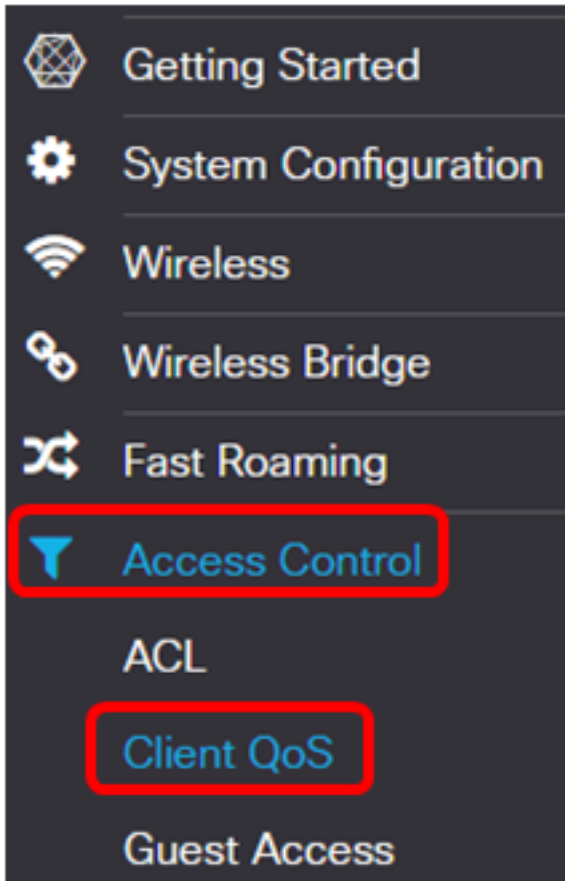 Getting Started
System Configuration
Wireless
Wireless Bridge
Fast Roaming
Access Control
ACL
Client QoS
Guest Access